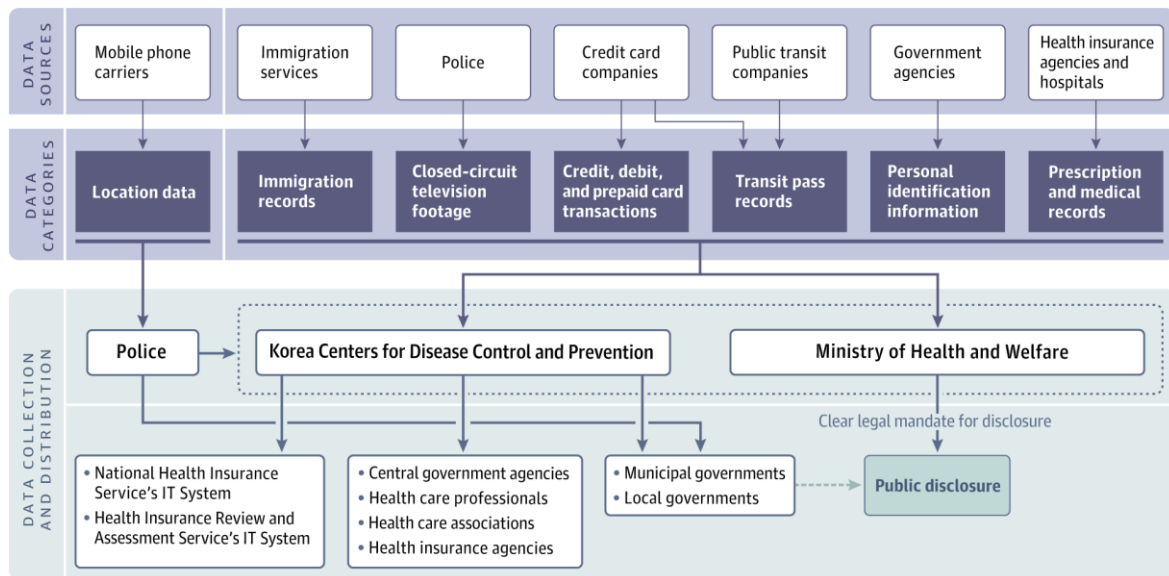 DATA
SOURCES
Mobile phone
carriers
Immigration
services
Police
Credit card
companies
Public transit
companies
Government
agencies
Health insurance
agencies and
hospitals
DATA
CATEGORIES
Location data
Immigration
records
Closed-circuit
television
footage
Credit, debit,
and prepaid card
transactions
Transit pass
records
Personal
identification
information
Prescription
and medical
records
DATA COLLECTION
AND DISTRIBUTION
Police
Korea Centers for Disease Control and Prevention
Ministry of Health and Welfare
Clear legal mandate for disclosure
• National Health Insurance
Service's IT System
• Health Insurance Review and
Assessment Service's IT System
• Central government agencies
• Health care professionals
• Health care associations
• Health insurance agencies
• Municipal governments
• Local governments
Public disclosure